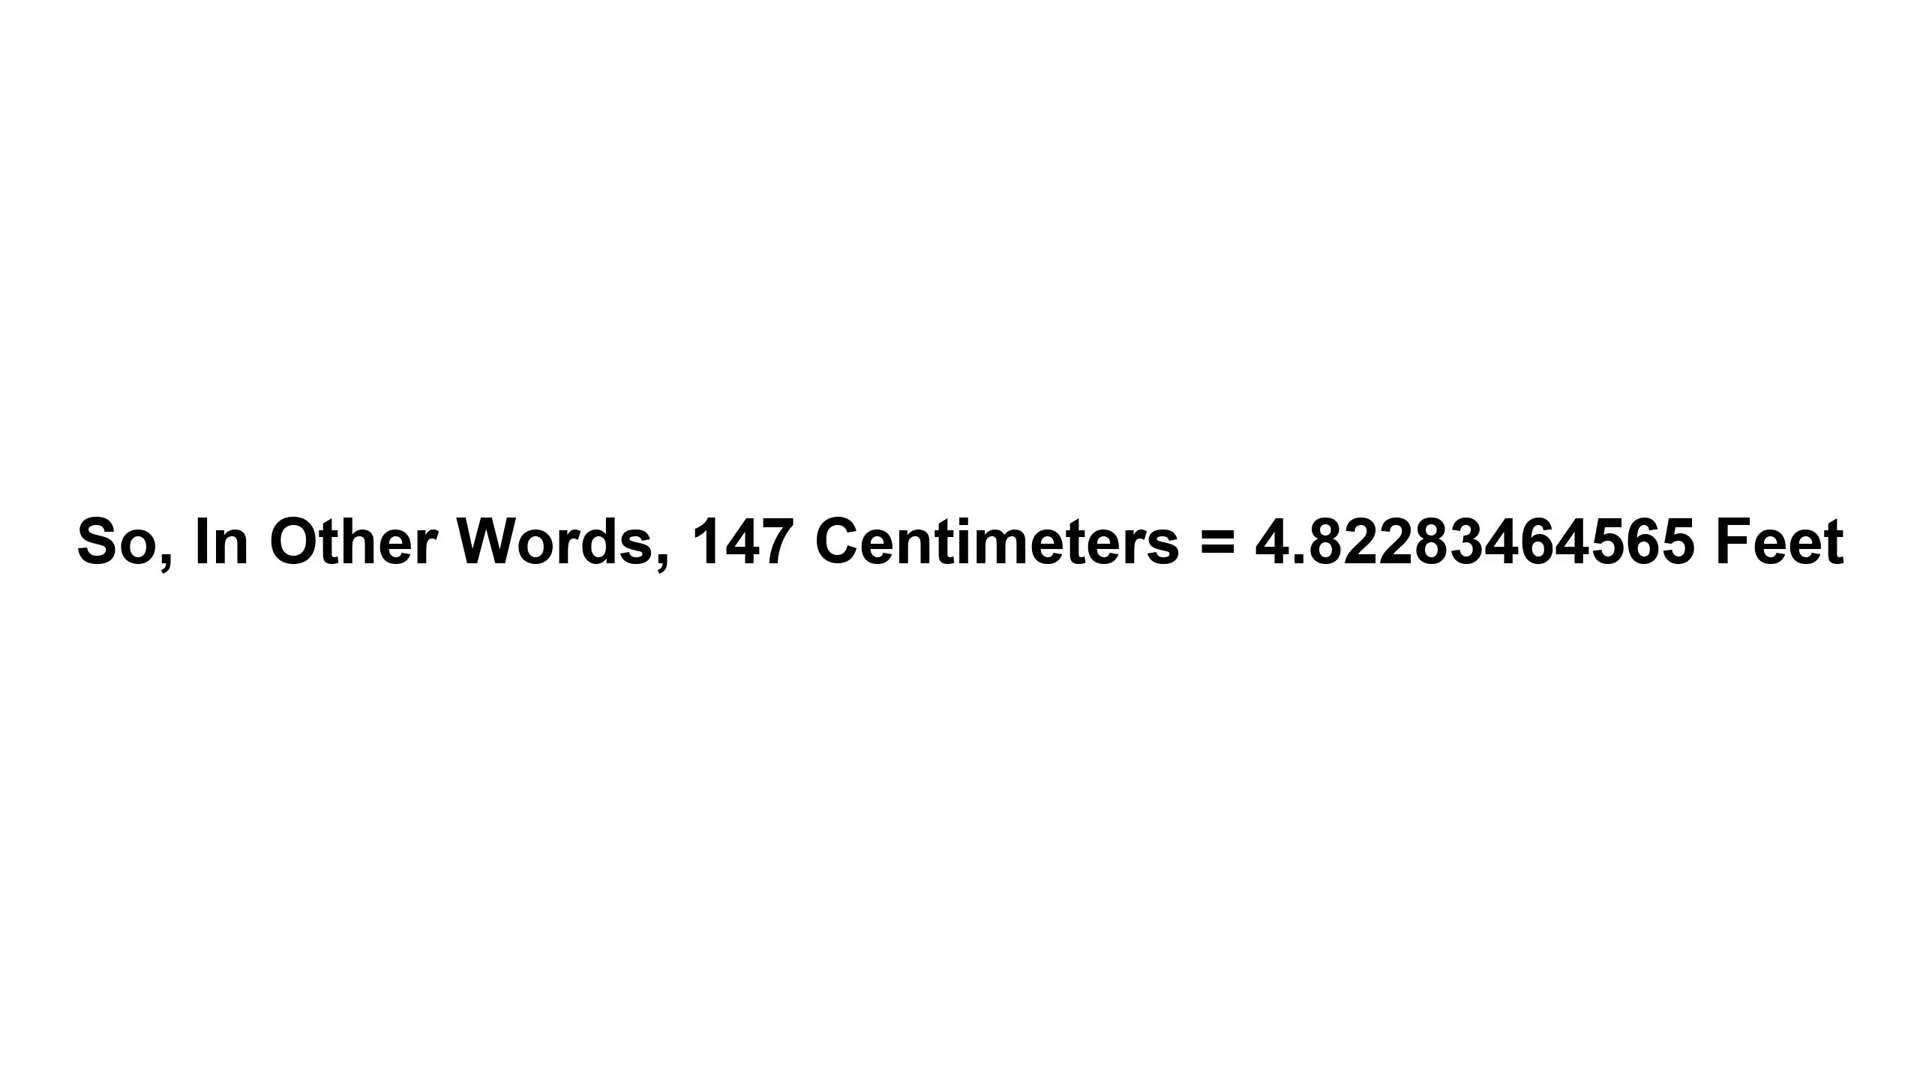 So, In Other Words, 147 Centimeters = 4.82283464565 Feet